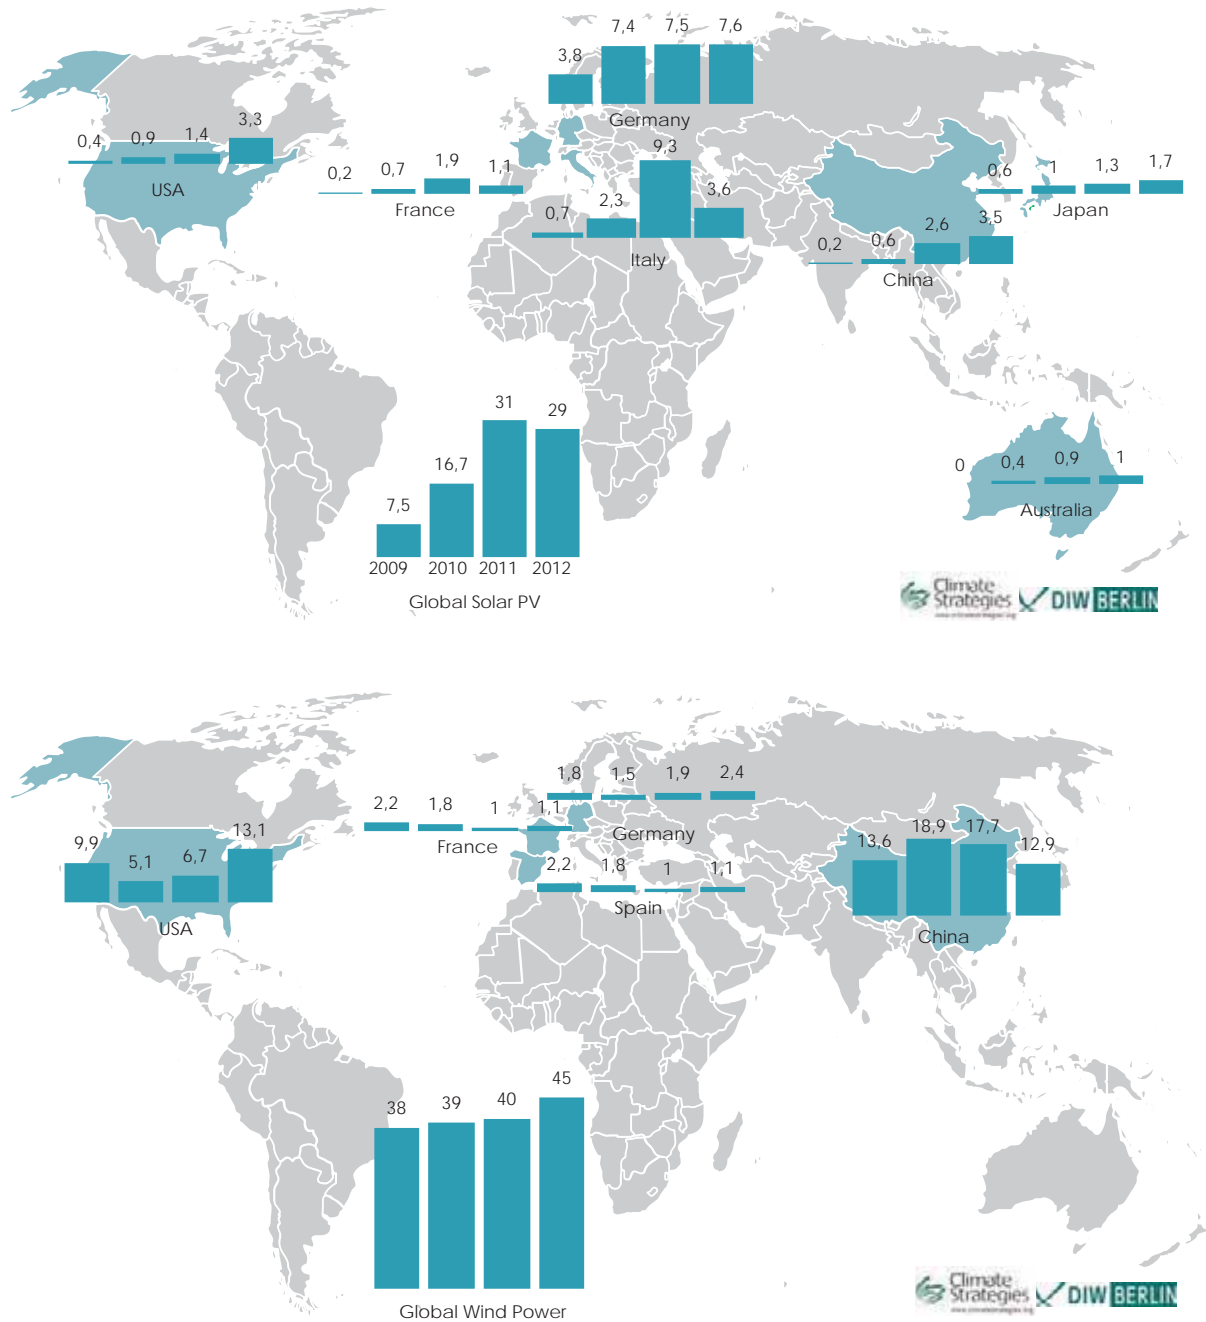 7,4 7,5 7,6
3,8
Germany
0,4 0,9 1,4 3,3
USA
0,2 0,7 1,9 1,1
France
0,7 2,3 9,3 3,6
Italy
0,6 1 1,3 1,7
Japan
0,2 0,6 2,6 3,5
China
0 0,4 0,9 1
Australia
7,5 16,7 31 29
2009 2010 2011 2012
Global Solar PV
Climate
Strategies
DIW BERLIN
1,8 1,5 1,9 2,4
Germany
2,2 1,8 1 1,1
France
9,9 5,1 6,7 13,1
USA
2,2 1,8 1 1,1
Spain
13,6 18,9 17,7 12,9
China
38 39 40 45
Global Wind Power
Climate
Strategies
DIW BERLIN